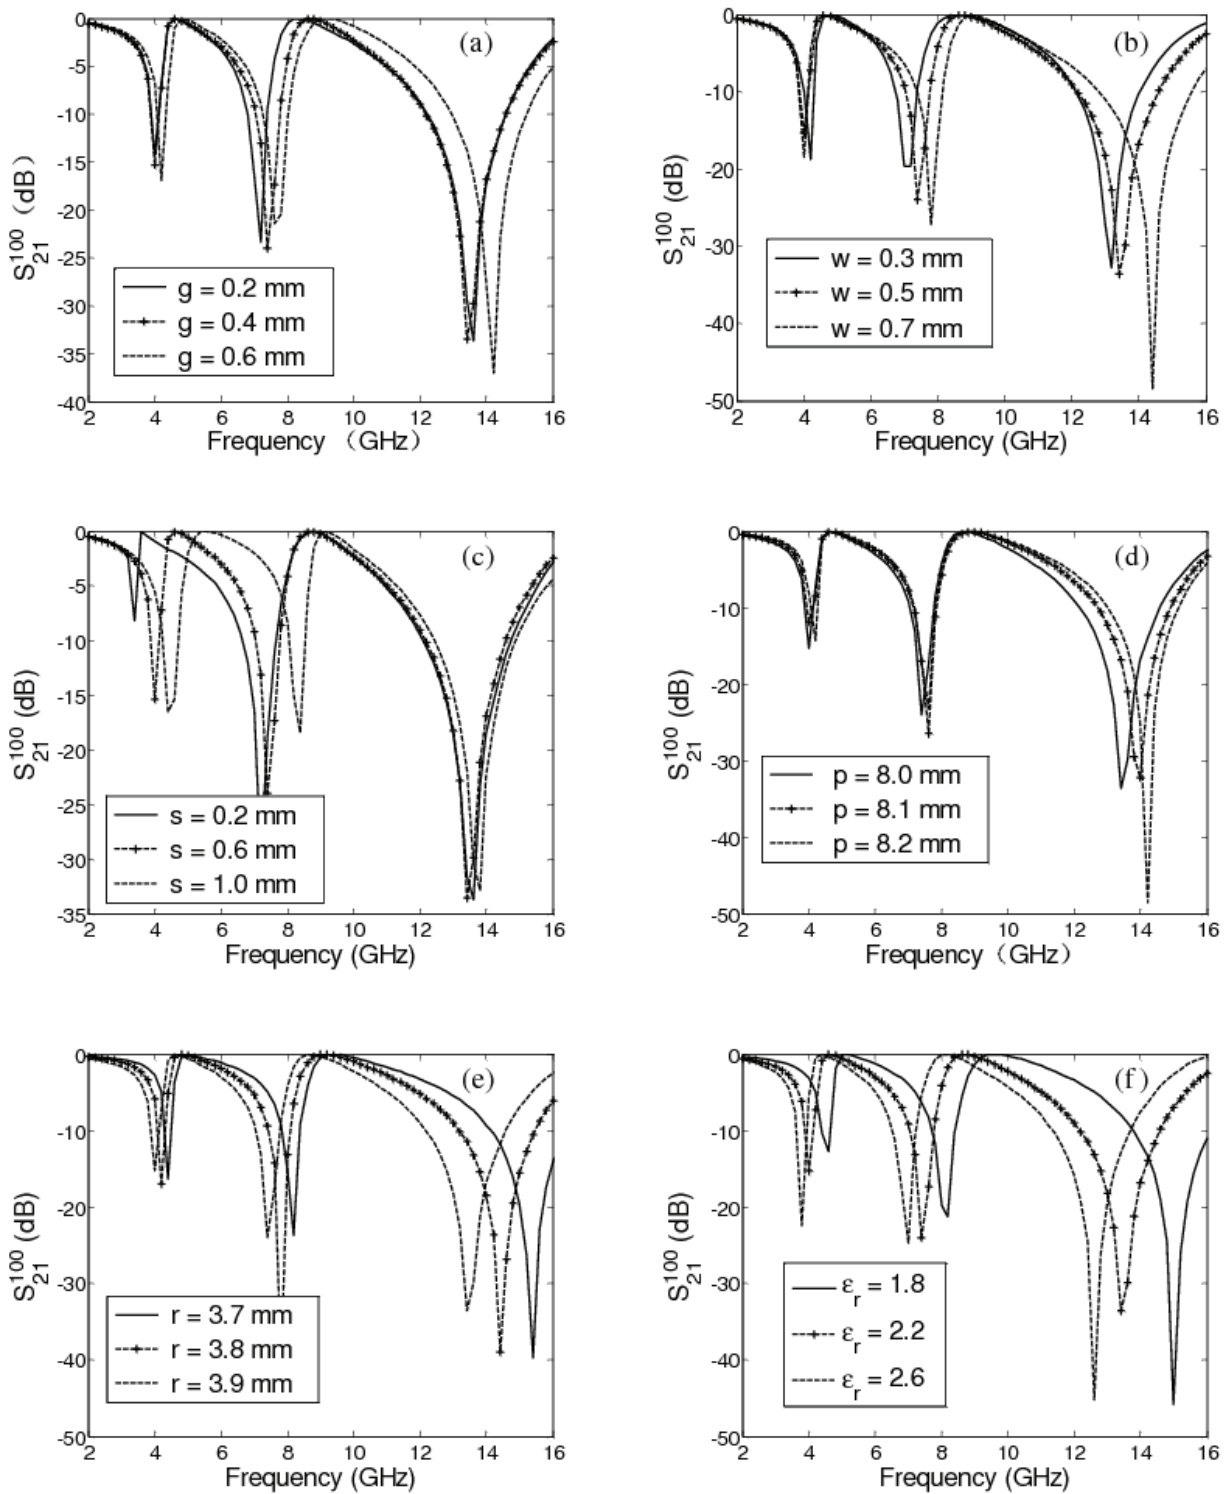 0
-5
-10
-15
-20
-25
-30
-35
-40
S₂₁¹⁰⁰ (dB)
(a)
g = 0.2 mm
g = 0.4 mm
g = 0.6 mm
2 4 6 8 10 12 14 16
Frequency (GHz)
0
-10
-20
-30
-40
-50
S₂₁¹⁰⁰ (dB)
(b)
w = 0.3 mm
w = 0.5 mm
w = 0.7 mm
2 4 6 8 10 12 14 16
Frequency (GHz)
0
-5
-10
-15
-20
-25
-30
-35
S₂₁¹⁰⁰ (dB)
(c)
s = 0.2 mm
s = 0.6 mm
s = 1.0 mm
2 4 6 8 10 12 14 16
Frequency (GHz)
0
-10
-20
-30
-40
-50
S₂₁¹⁰⁰ (dB)
(d)
p = 8.0 mm
p = 8.1 mm
p = 8.2 mm
2 4 6 8 10 12 14 16
Frequency (GHz)
0
-10
-20
-30
-40
-50
S₂₁¹⁰⁰ (dB)
(e)
r = 3.7 mm
r = 3.8 mm
r = 3.9 mm
2 4 6 8 10 12 14 16
Frequency (GHz)
0
-10
-20
-30
-40
-50
S₂₁¹⁰⁰ (dB)
(f)
εᵣ = 1.8
εᵣ = 2.2
εᵣ = 2.6
2 4 6 8 10 12 14 16
Frequency (GHz)